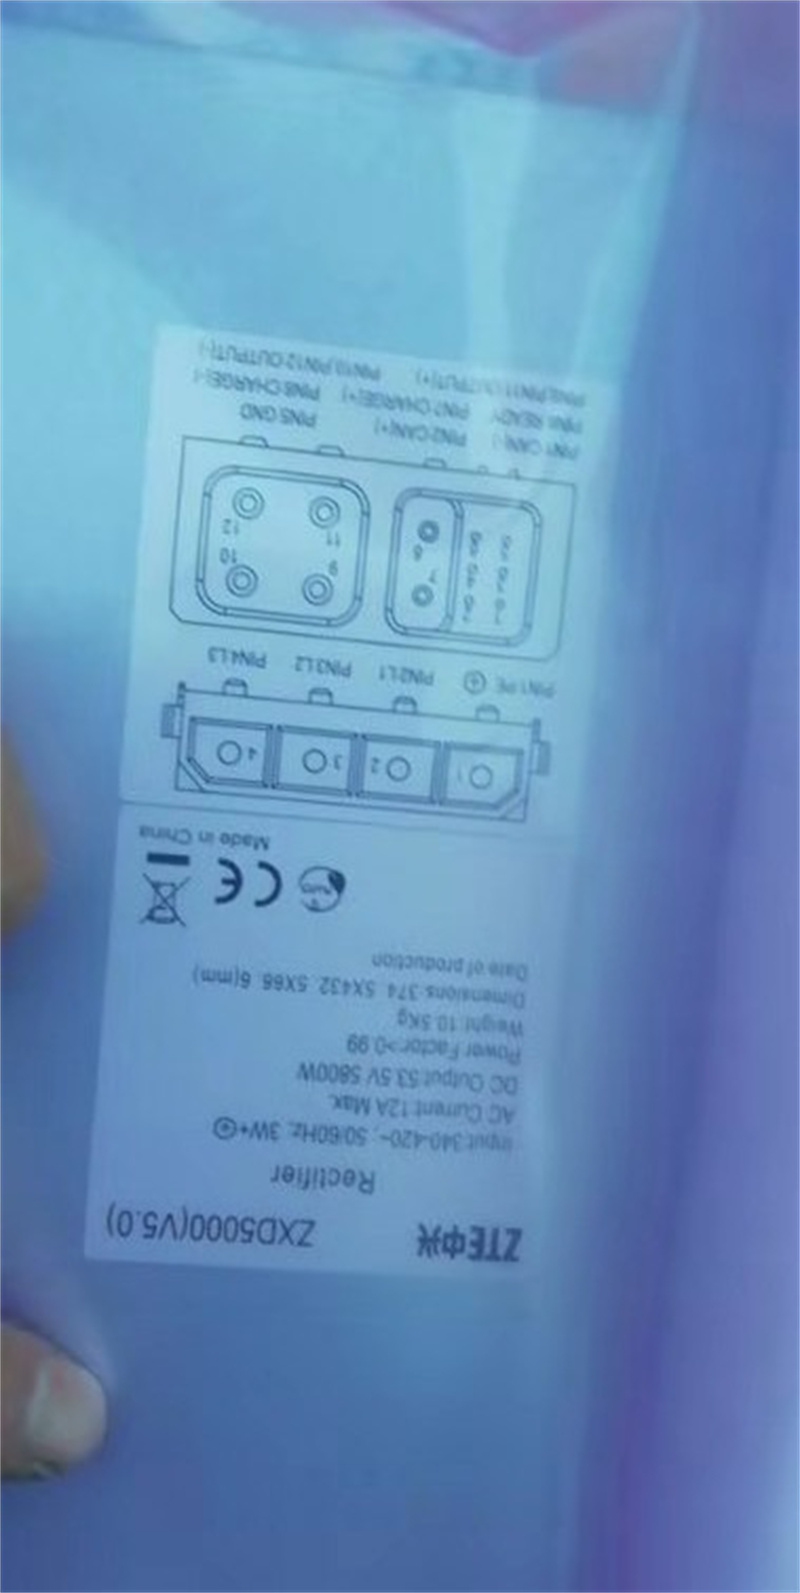 ZTE中兴 ZXD5000(V5.0)
Rectifier
Input:340-420~, 50/60Hz, 3W+
AC Current:12A Max.
DC Output:53.5V 5800W
Power Factor>0.99
Weight:10.5Kg
Dimensions:374.5X432.5X66.6(mm)
Date of production
CE
Made in China
1 2 3 4
PIN1:PE PIN2:L1 PIN3:L2 PIN4:L3
7 9 10
6 11 12
PIN1:CAN(-) PIN2:CAN(+) PIN5:GND
READY PIN7:CHARGE(+) PIN8:CHARGE(-)
PIN9,PIN11:OUTPUT(+) PIN10,PIN12:OUTPUT(-)